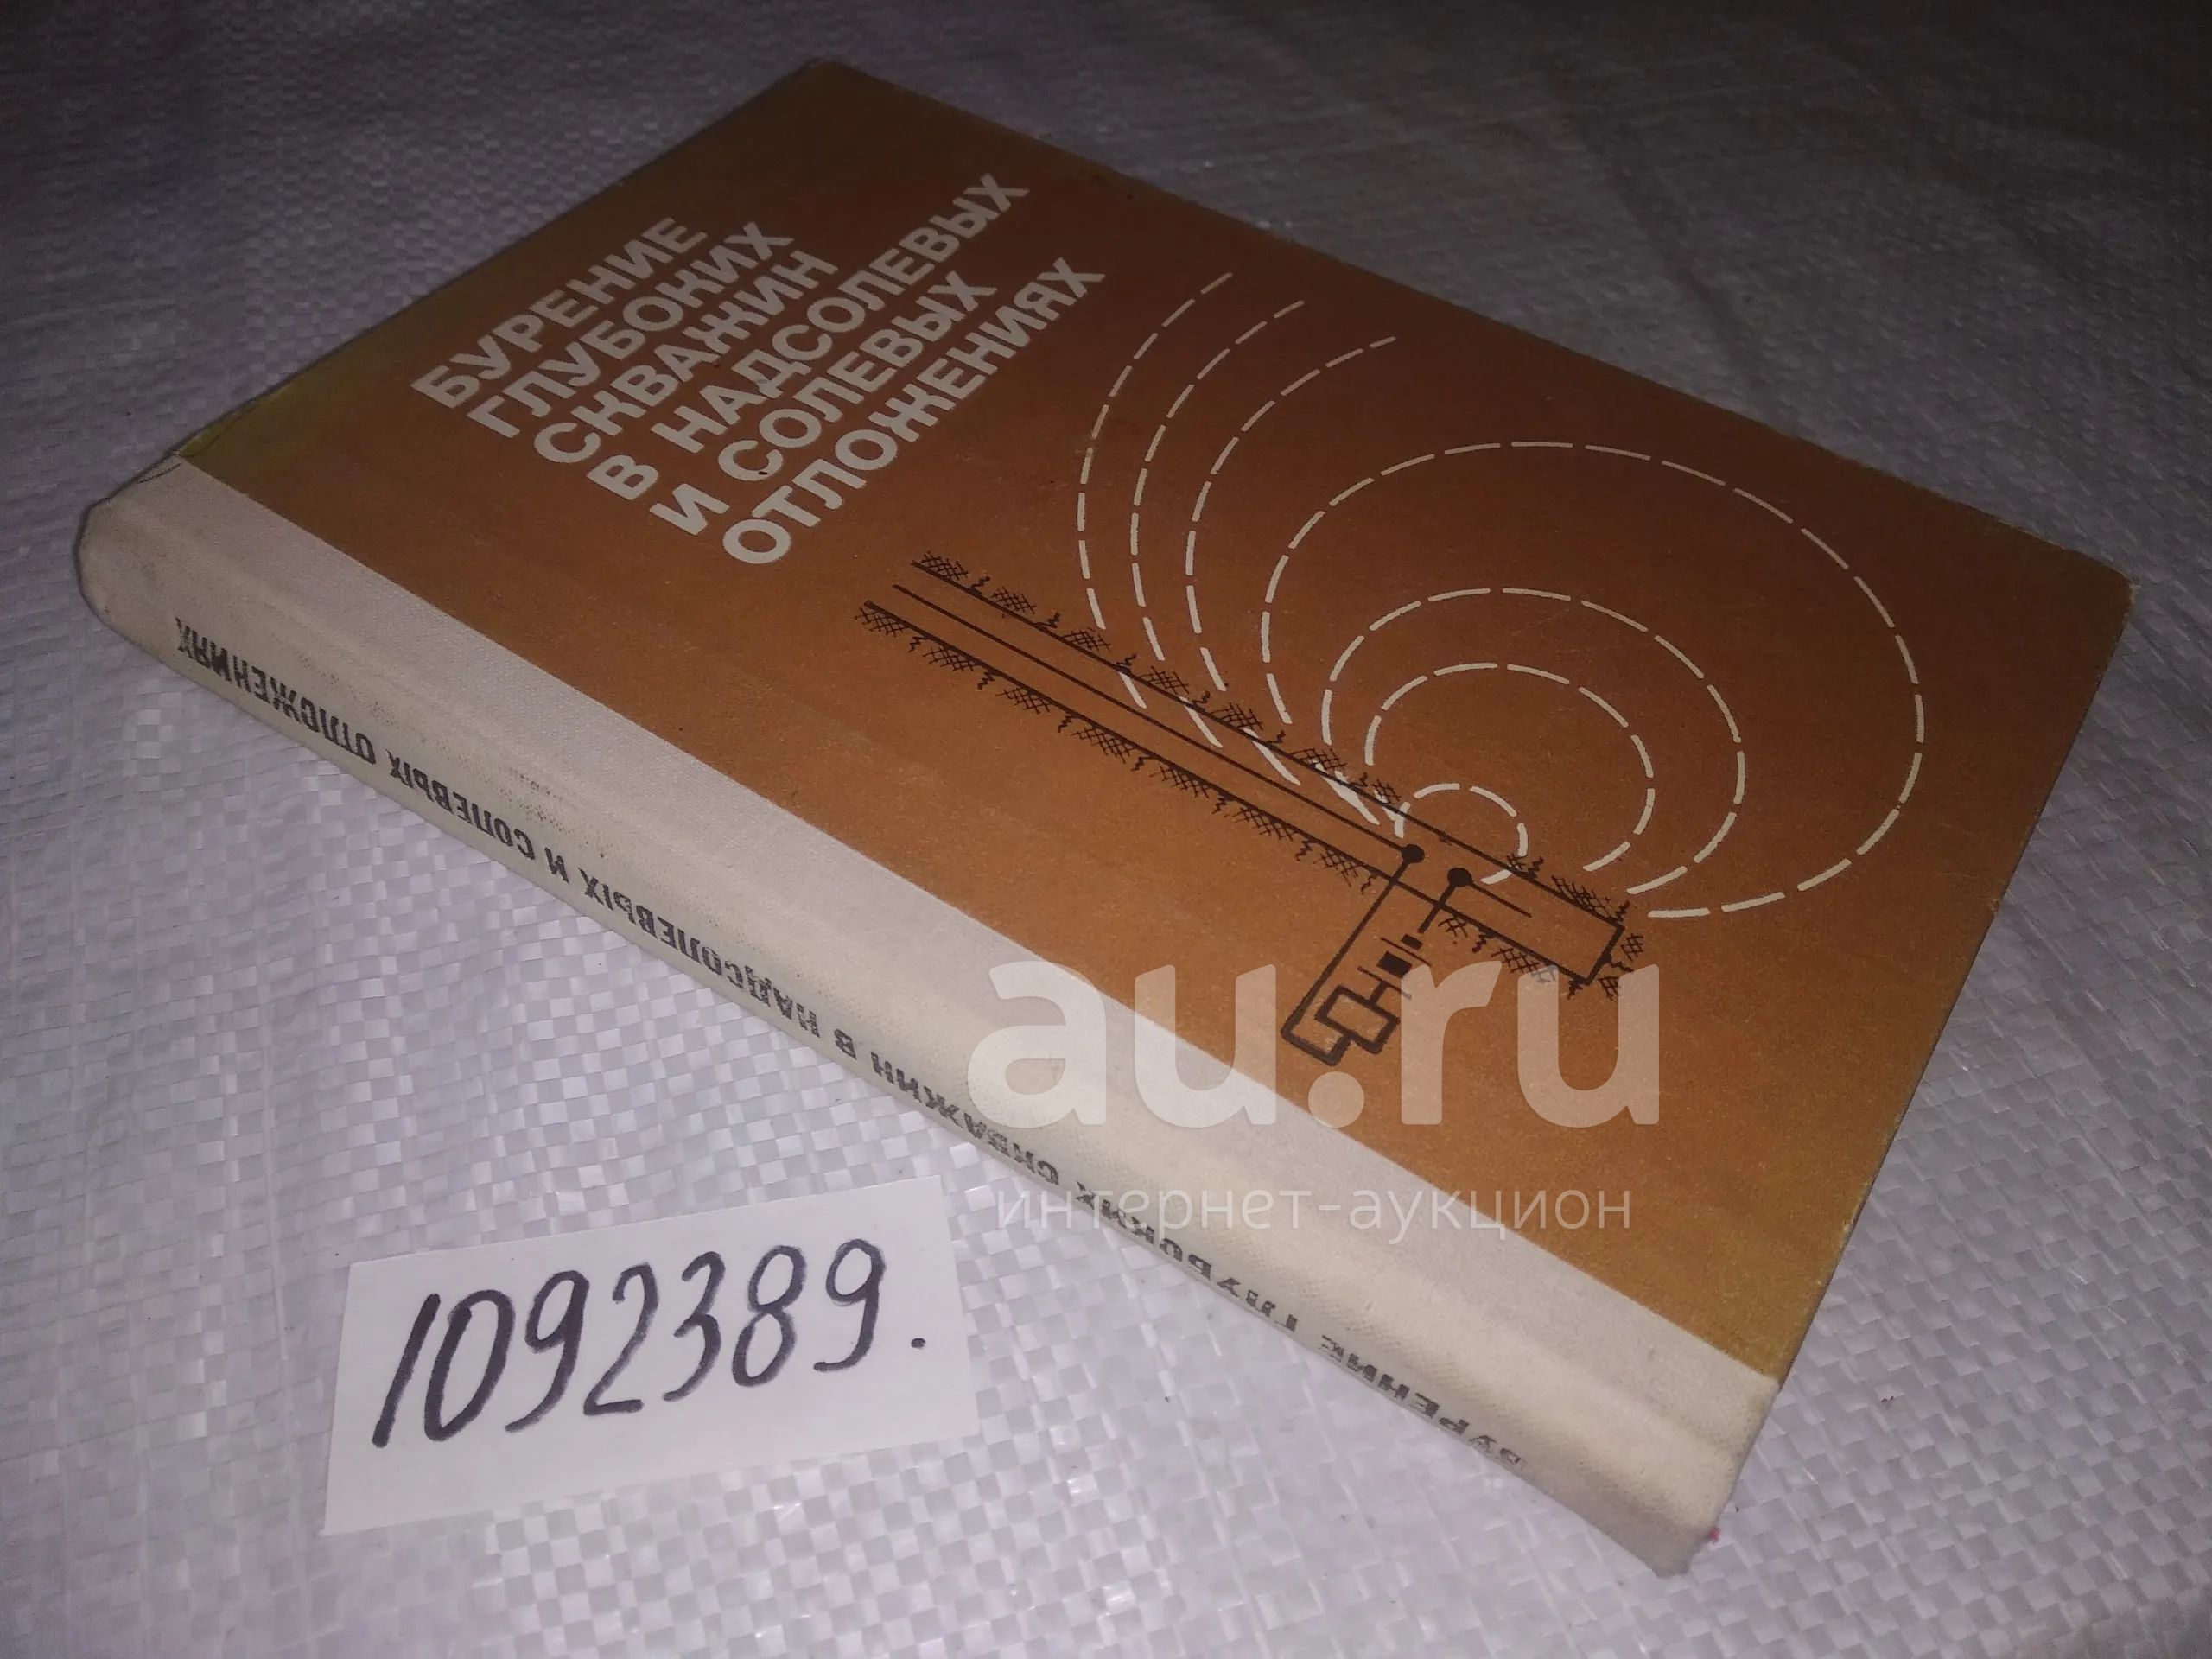 БУРЕНИЕ
ГЛУБОКИХ
СКВАЖИН
В НАДСОЛЕВЫХ
И СОЛЕВЫХ
ОТЛОЖЕНИЯХ
БУРЕНИЕ ГЛУБОКИХ СКВАЖИН В НАДСОЛЕВЫХ И СОЛЕВЫХ ОТЛОЖЕНИЯХ
au.ru
интернет-аукцион
1092389.